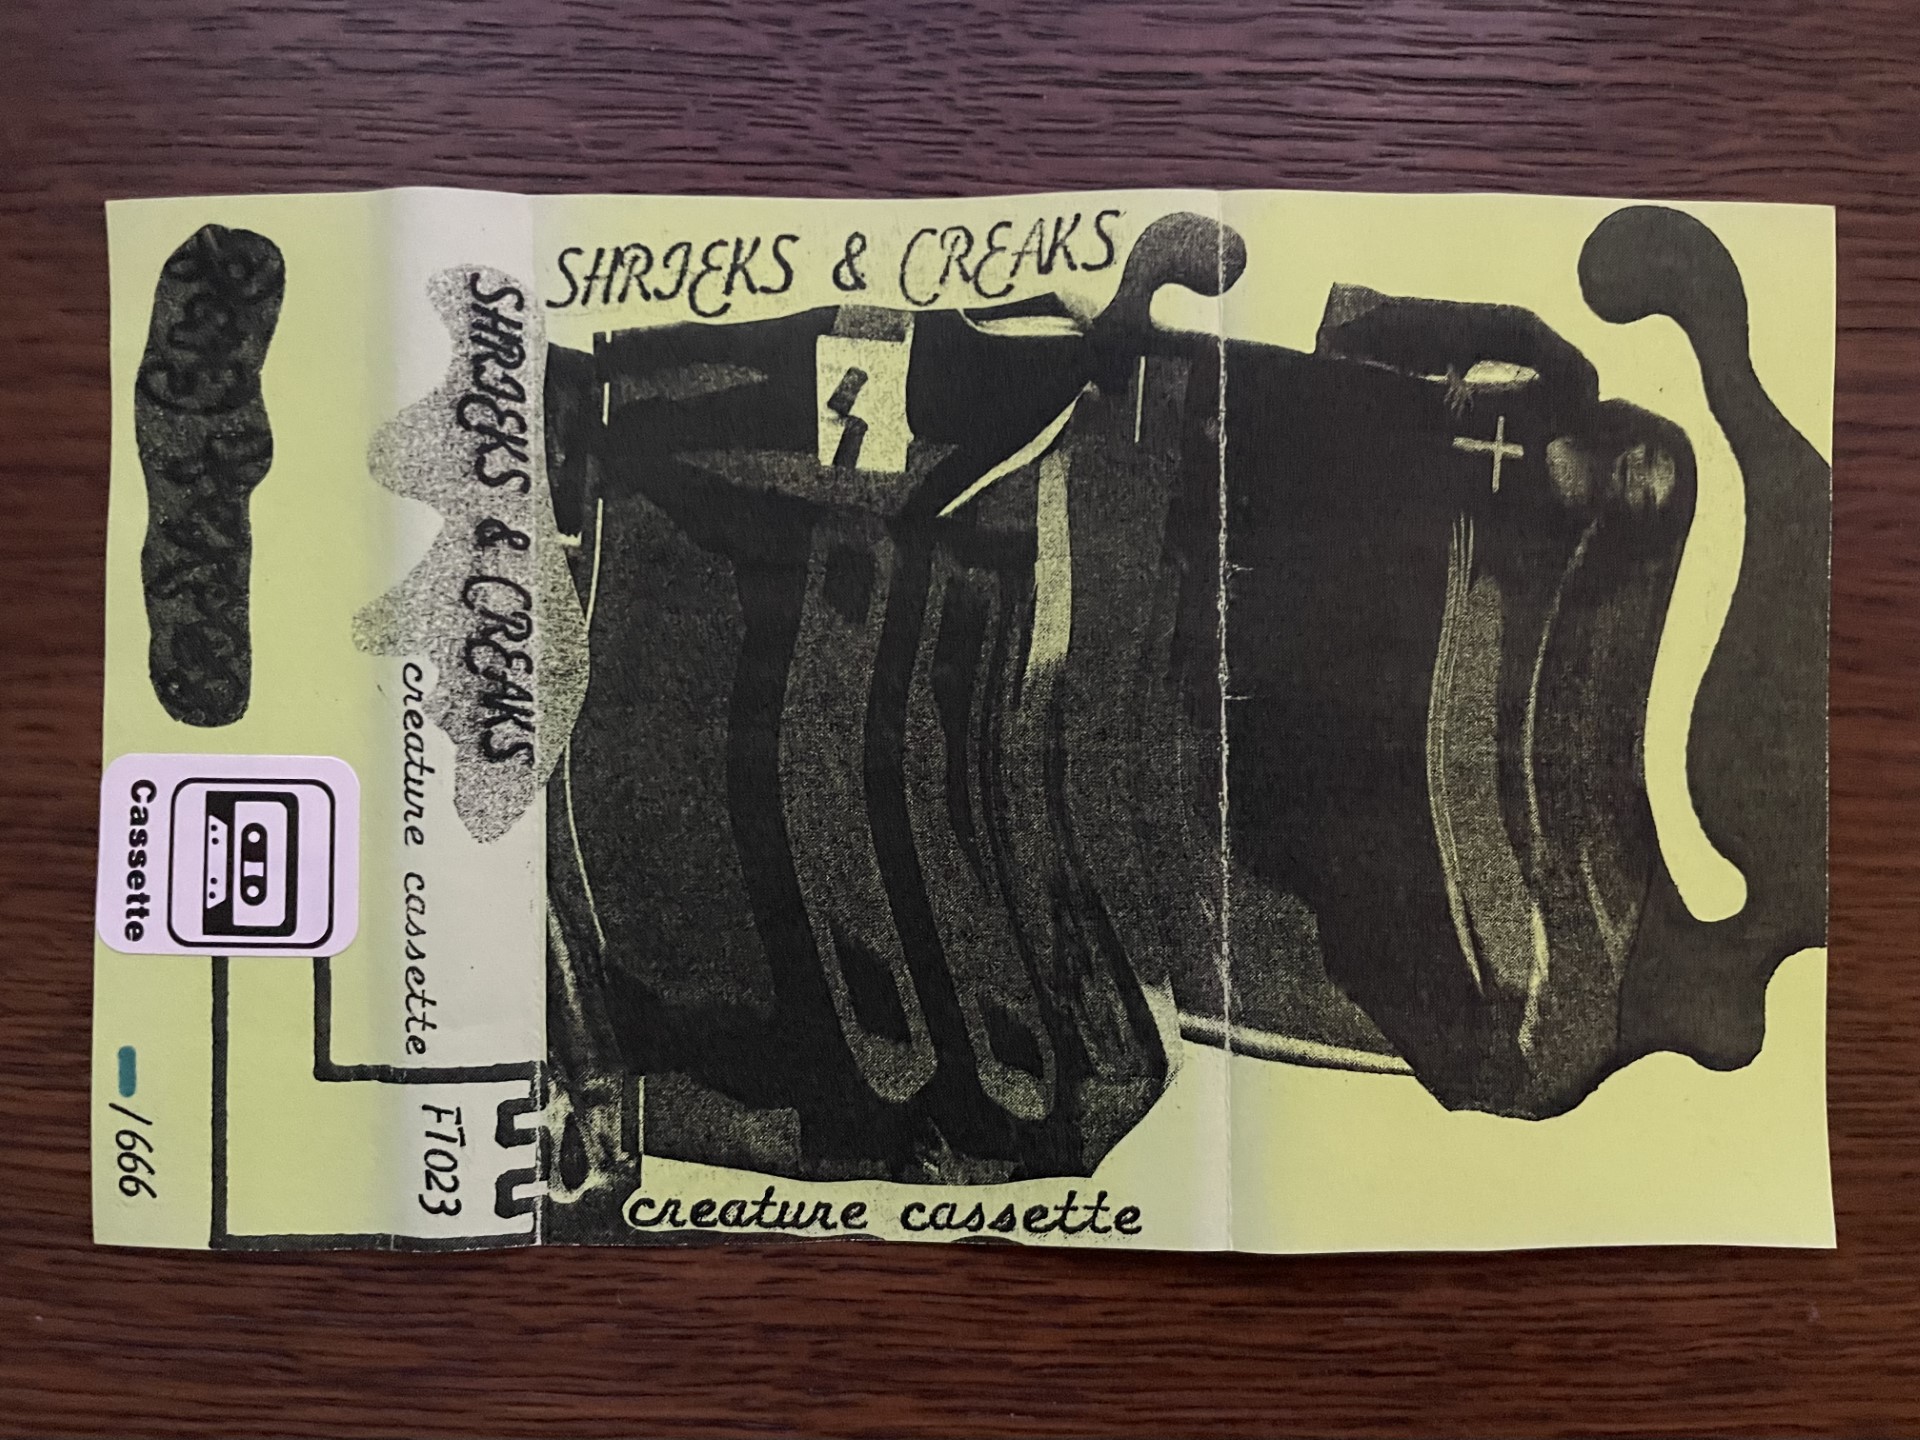 SHRIEKS & CREAKS
creature cassette
SHRIEKS & CREAKS
creature cassette
FT023
Cassette
/666